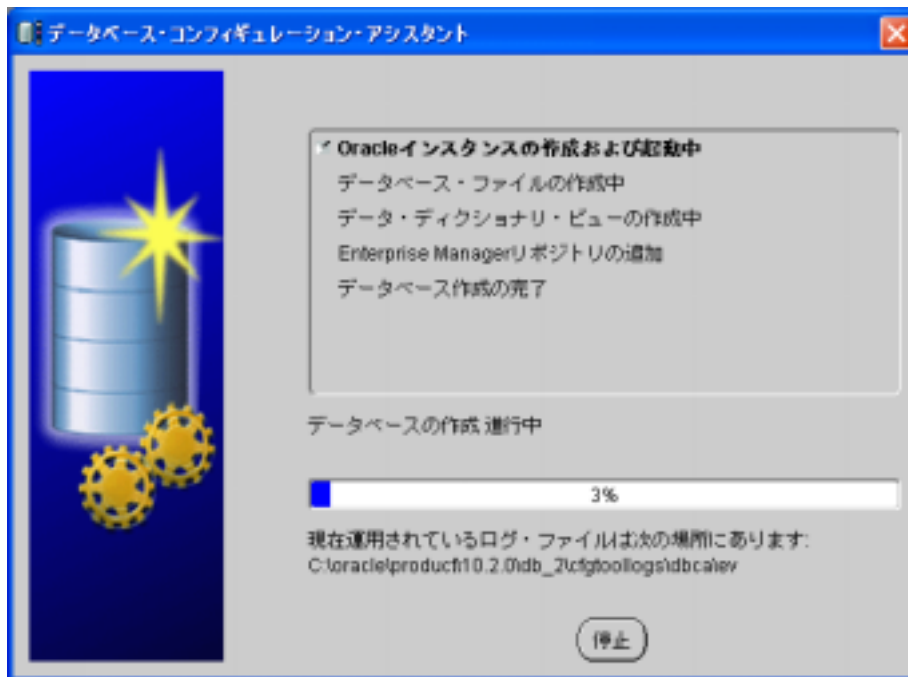 データベース・コンフィギュレーション・アシスタント
Oracleインスタンスの作成および起動中
データベース・ファイルの作成中
データ・ディクショナリ・ビューの作成中
Enterprise Managerリポジトリの追加
データベース作成の完了
データベースの作成 進行中
3%
現在運用されているログ・ファイルは次の場所にあります:
C:\oracle\product\10.2.0\db_2\cfgtoollogs\dbca\ev
停止